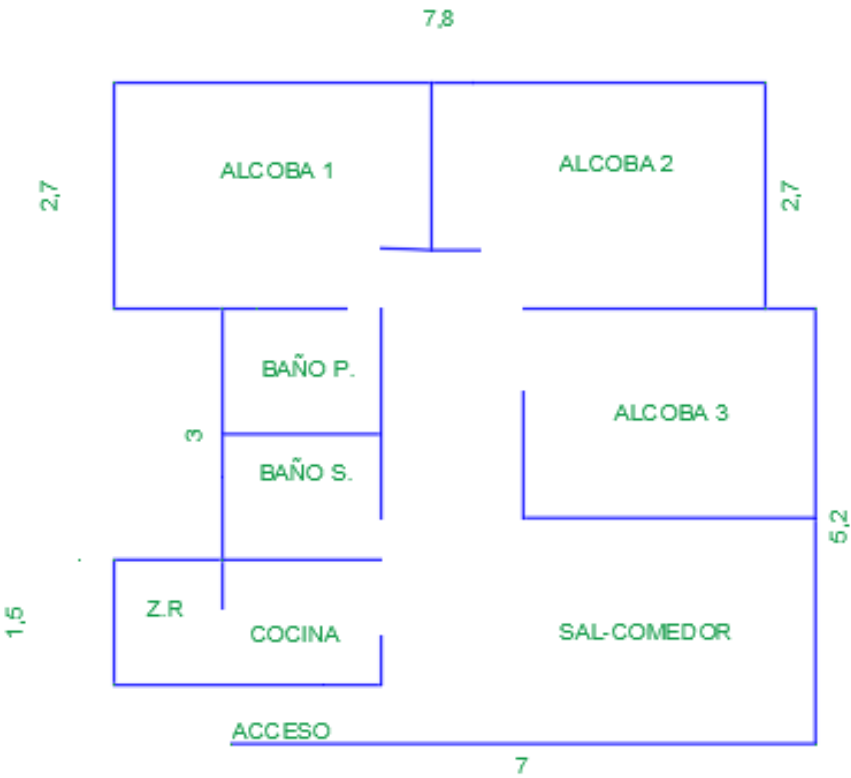 7,8
ALCOBA 1
ALCOBA 2
2,7
2,7
BAÑO P.
ALCOBA 3
3
BAÑO S.
5,2
Z.R
1,5
COCINA
SAL-COMEDOR
ACCESO
7